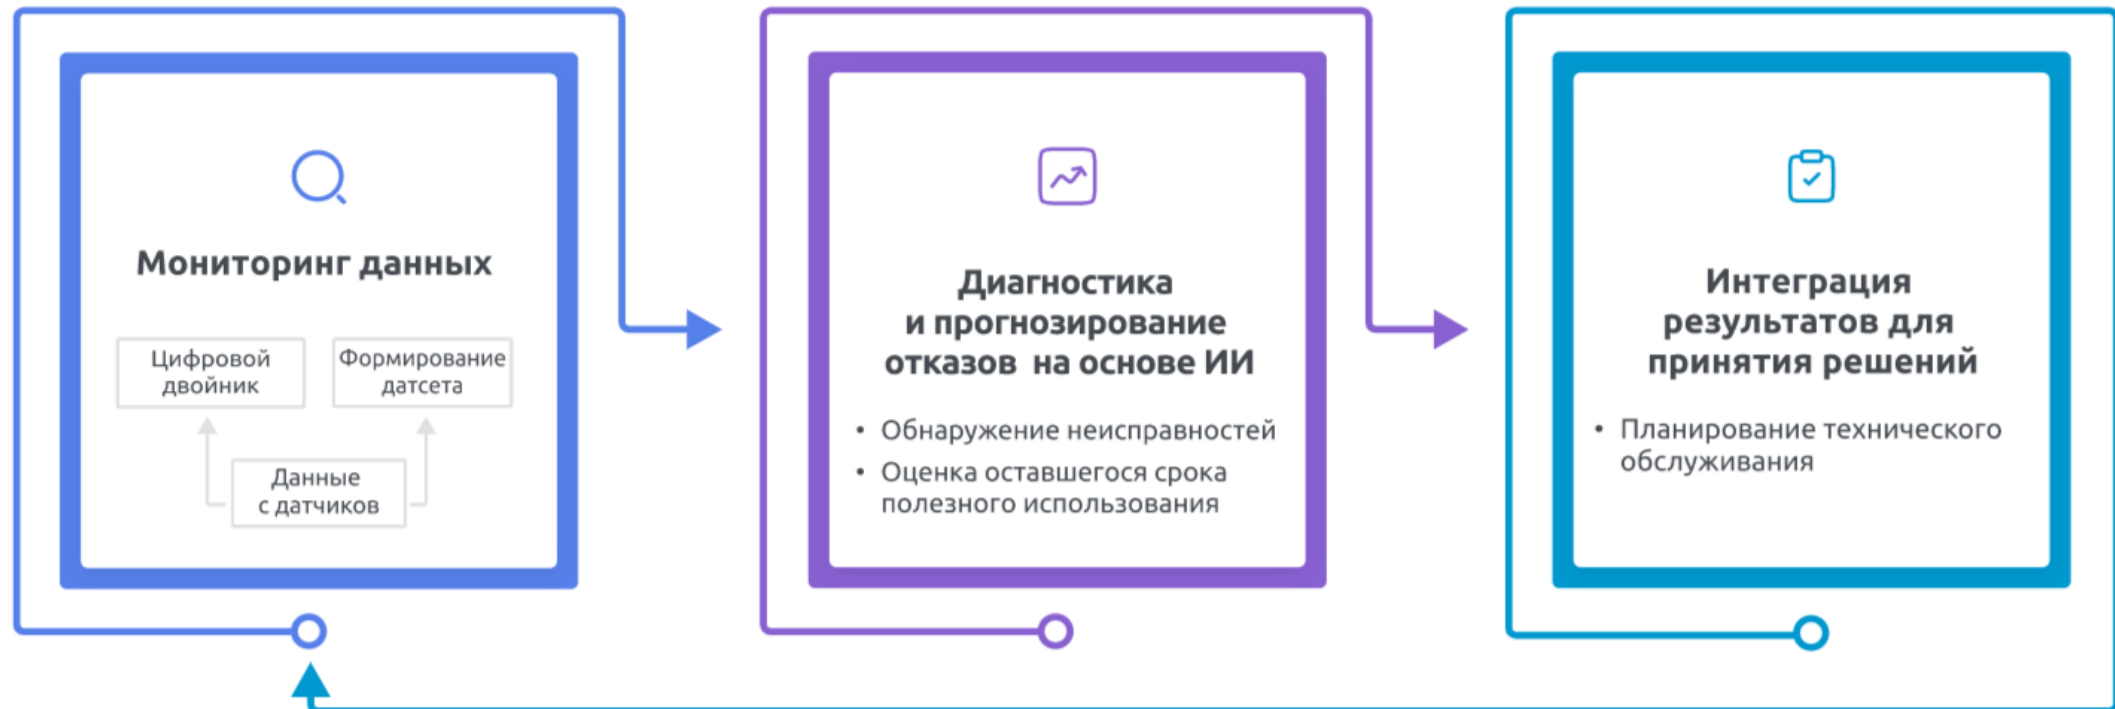 Мониторинг данных
Цифровой
двойник
Формирование
датсета
Данные
с датчиков
Диагностика
и прогнозирование
отказов на основе ИИ
• Обнаружение неисправностей
• Оценка оставшегося срока
полезного использования
Интеграция
результатов для
принятия решений
• Планирование технического
обслуживания